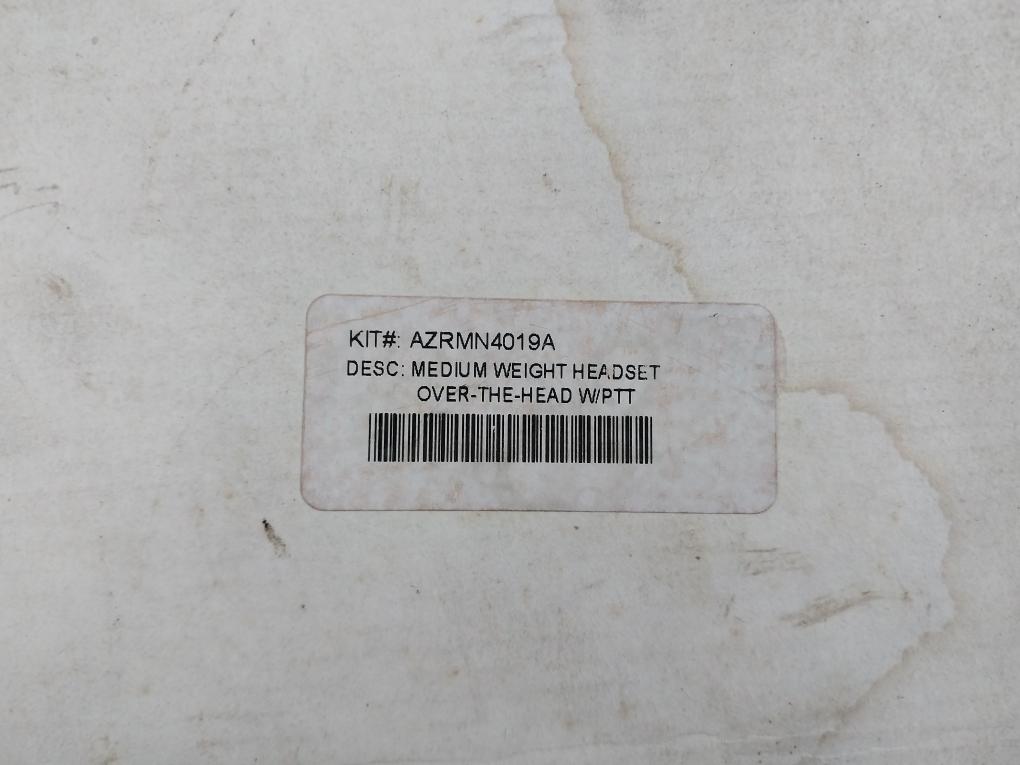 KIT#: AZRMN4019A
DESC: MEDIUM WEIGHT HEADSET
OVER-THE-HEAD W/PTT